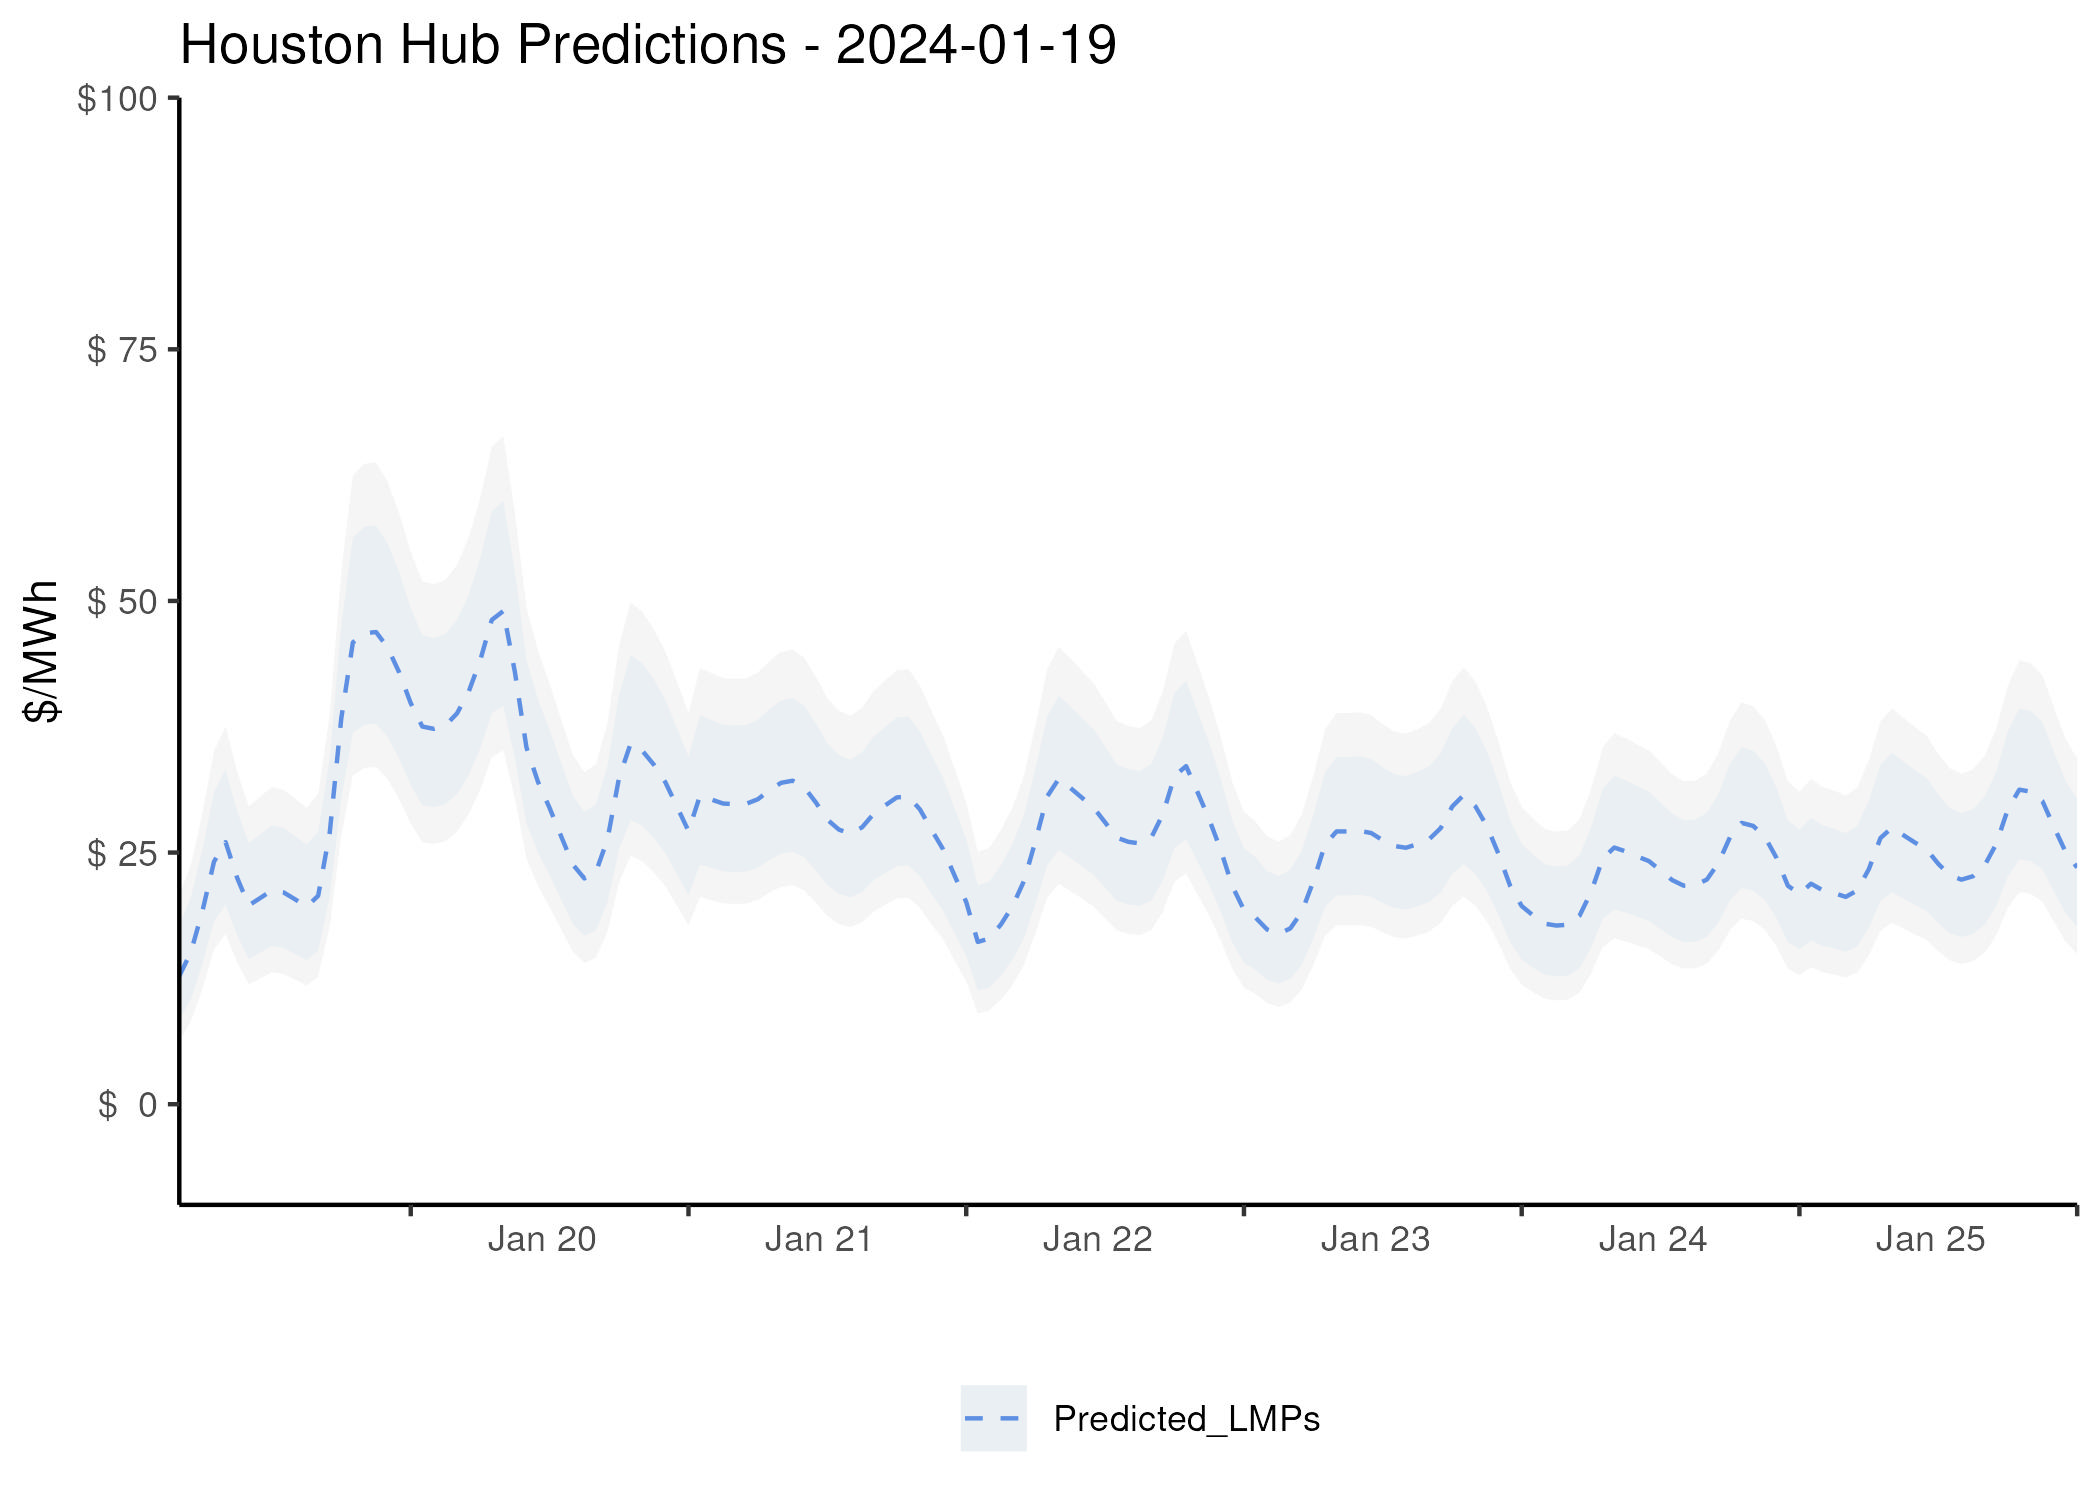 Houston Hub Predictions - 2024-01-19
$100
$ 75
$ 50
$ 25
$  0
$/MWh
Jan 20 Jan 21 Jan 22 Jan 23 Jan 24 Jan 25
Predicted_LMPs